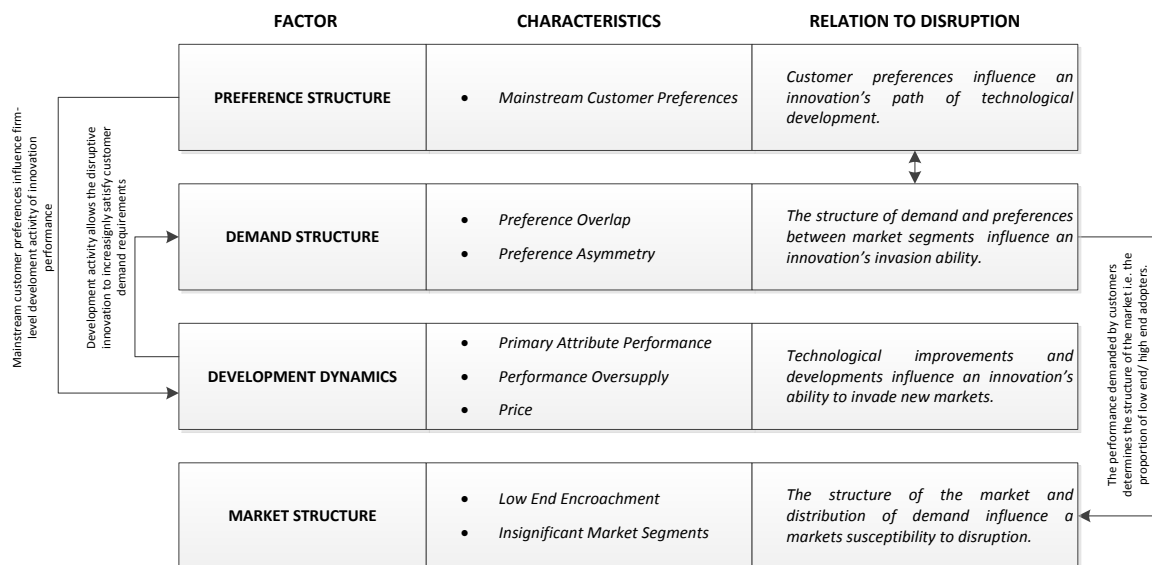 FACTOR
CHARACTERISTICS
RELATION TO DISRUPTION
PREFERENCE STRUCTURE
• Mainstream Customer Preferences
Customer preferences influence an
innovation's path of technological
development.
DEMAND STRUCTURE
• Preference Overlap
• Preference Asymmetry
The structure of demand and preferences
between market segments influence an
innovation's invasion ability.
DEVELOPMENT DYNAMICS
• Primary Attribute Performance
• Performance Oversupply
• Price
Technological improvements and
developments influence an innovation's
ability to invade new markets.
MARKET STRUCTURE
• Low End Encroachment
• Insignificant Market Segments
The structure of the market and
distribution of demand influence a
markets susceptibility to disruption.
Mainstream customer preferences influence firm-
level develoment activity of innovation
performance
Development activity allows the disruptive
innovation to increasignly satisfy customer
demand requirements
The performance demanded by customers
determines the structure of the market i.e. the
proportion of low end/ high end adopters.